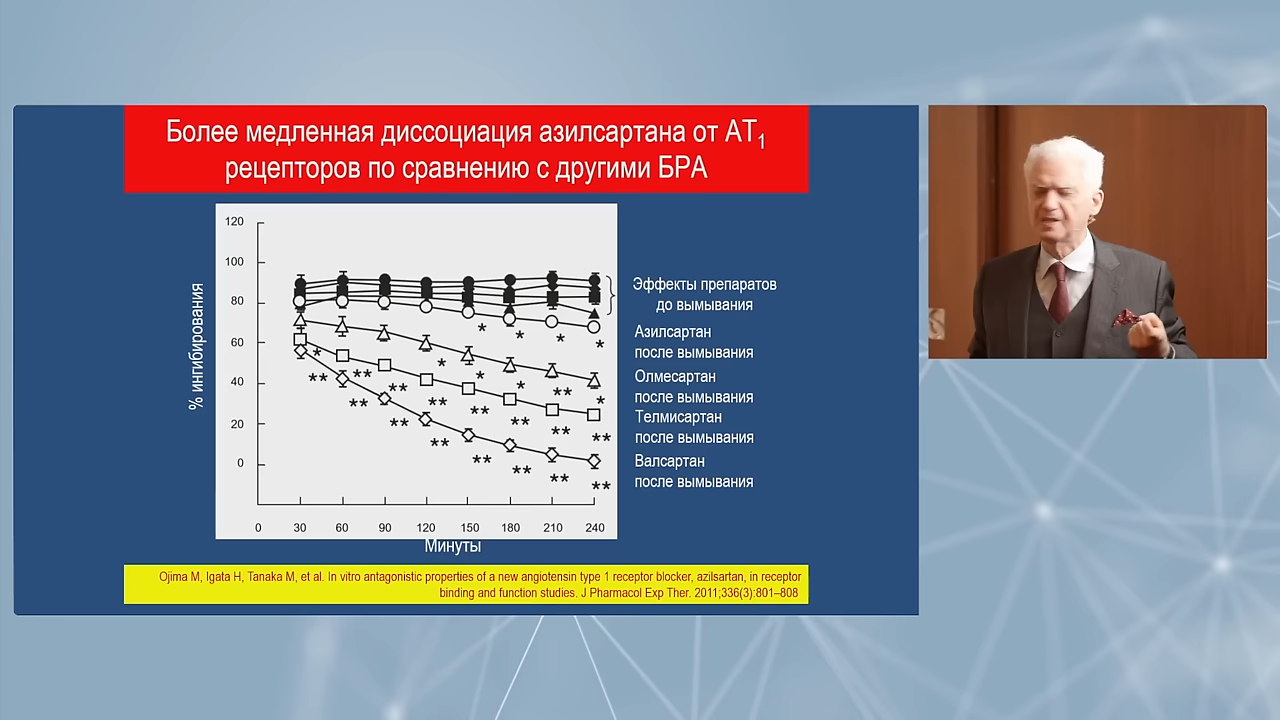 Более медленная диссоциация азилсартана от АТ1
рецепторов по сравнению с другими БРА
120
100
80
60
40
20
0
% ингибирования
* * * *
* * * * *
** ** ** ** ** ** **
** ** ** ** ** ** ** **
0 30 60 90 120 150 180 210 240
Минуты
Эффекты препаратов
до вымывания
Азилсартан
после вымывания
Олмесартан
после вымывания
Телмисартан
после вымывания
Валсартан
после вымывания
Ojima M, Igata H, Tanaka M, et al. In vitro antagonistic properties of a new angiotensin type 1 receptor blocker, azilsartan, in receptor
binding and function studies. J Pharmacol Exp Ther. 2011;336(3):801–808